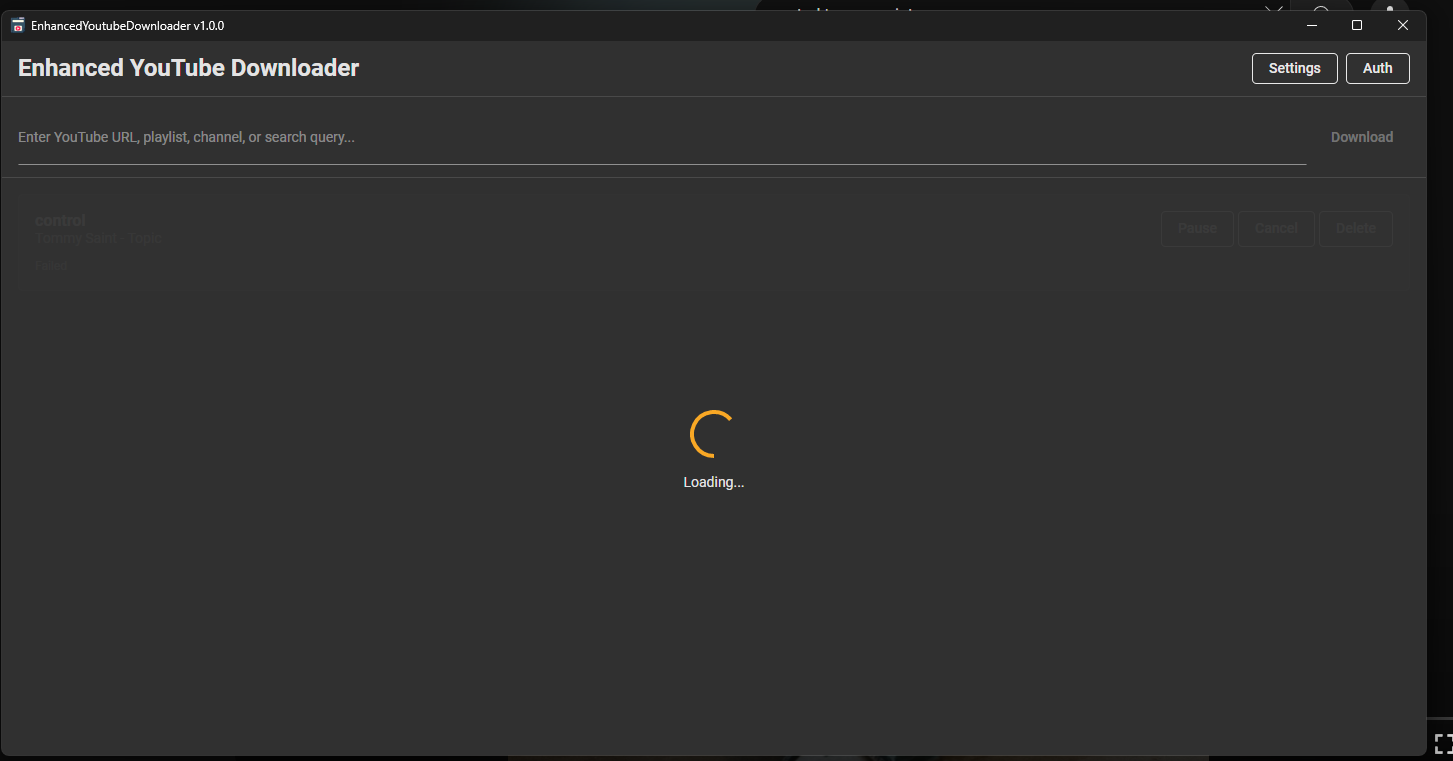 EnhancedYoutubeDownloader v1.0.0
Enhanced YouTube Downloader
Settings
Auth
Enter YouTube URL, playlist, channel, or search query...
Download
control
Tommy Saint - Topic
Pause
Cancel
Delete
Failed
Loading...